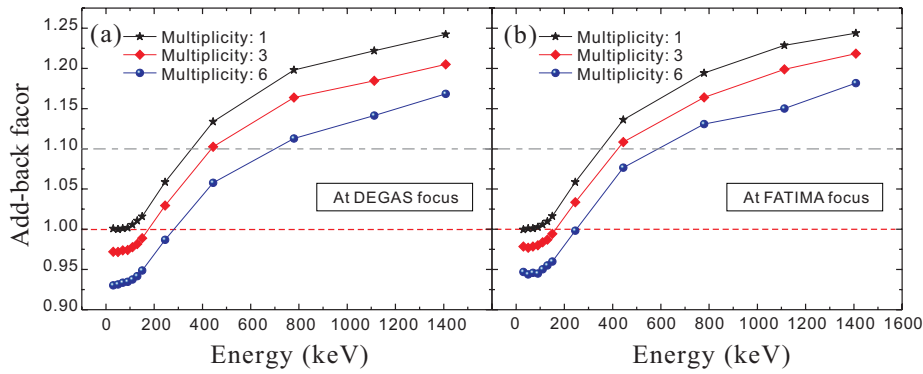 (a)
Multiplicity: 1
Multiplicity: 3
Multiplicity: 6
At DEGAS focus
(b)
Multiplicity: 1
Multiplicity: 3
Multiplicity: 6
At FATIMA focus
Add-back facor
1.25
1.20
1.15
1.10
1.05
1.00
0.95
0.90
0 200 400 600 800 1000 1200 1400
0 200 400 600 800 1000 1200 1400 1600
Energy (keV)
Energy (keV)